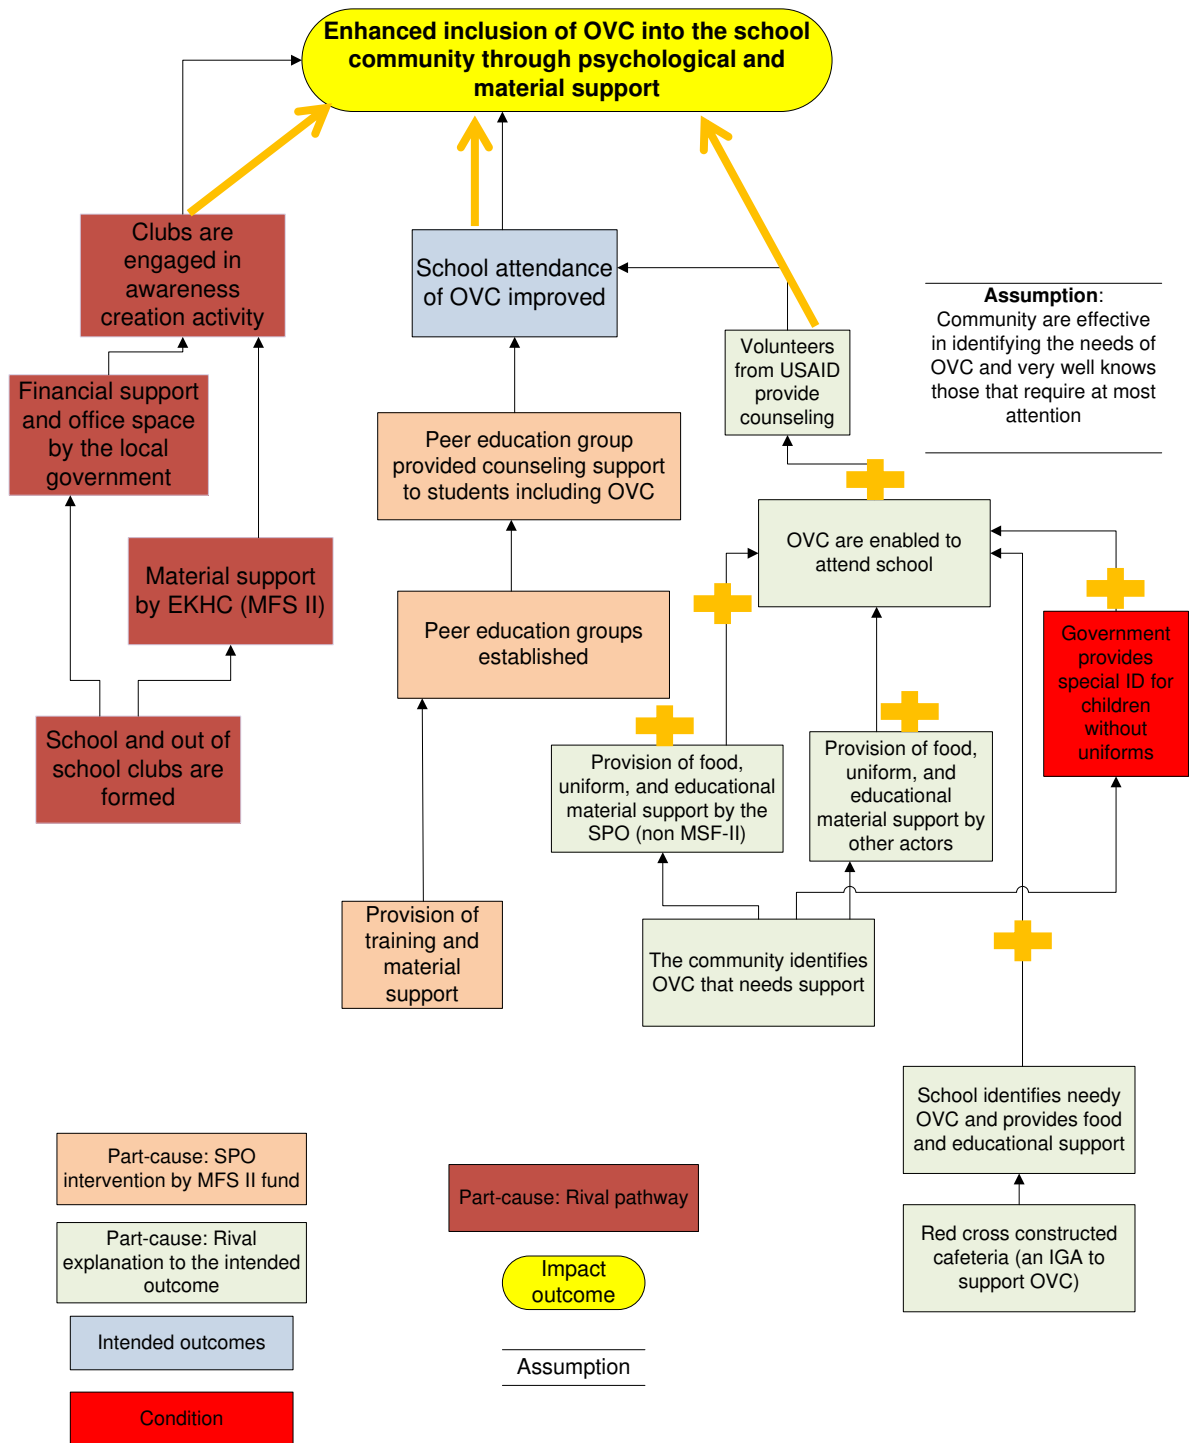 Enhanced inclusion of OVC into the school
community through psychological and
material support
Clubs are
engaged in
awareness
creation activity
School attendance
of OVC improved
Volunteers
from USAID
provide
counseling
Assumption:
Community are effective
in identifying the needs of
OVC and very well knows
those that require at most
attention
Financial support
and office space
by the local
government
Peer education group
provided counseling support
to students including OVC
OVC are enabled to
attend school
Material support
by EKHC (MFS II)
Peer education groups
established
Government
provides
special ID for
children
without
uniforms
School and out of
school clubs are
formed
Provision of food,
uniform, and educational
material support by the
SPO (non MSF-II)
Provision of food,
uniform, and
educational
material support by
other actors
Provision of
training and
material
support
The community identifies
OVC that needs support
School identifies needy
OVC and provides food
and educational support
Red cross constructed
cafeteria (an IGA to
support OVC)
Part-cause: SPO
intervention by MFS II fund
Part-cause: Rival
explanation to the intended
outcome
Intended outcomes
Condition
Part-cause: Rival pathway
Impact
outcome
Assumption